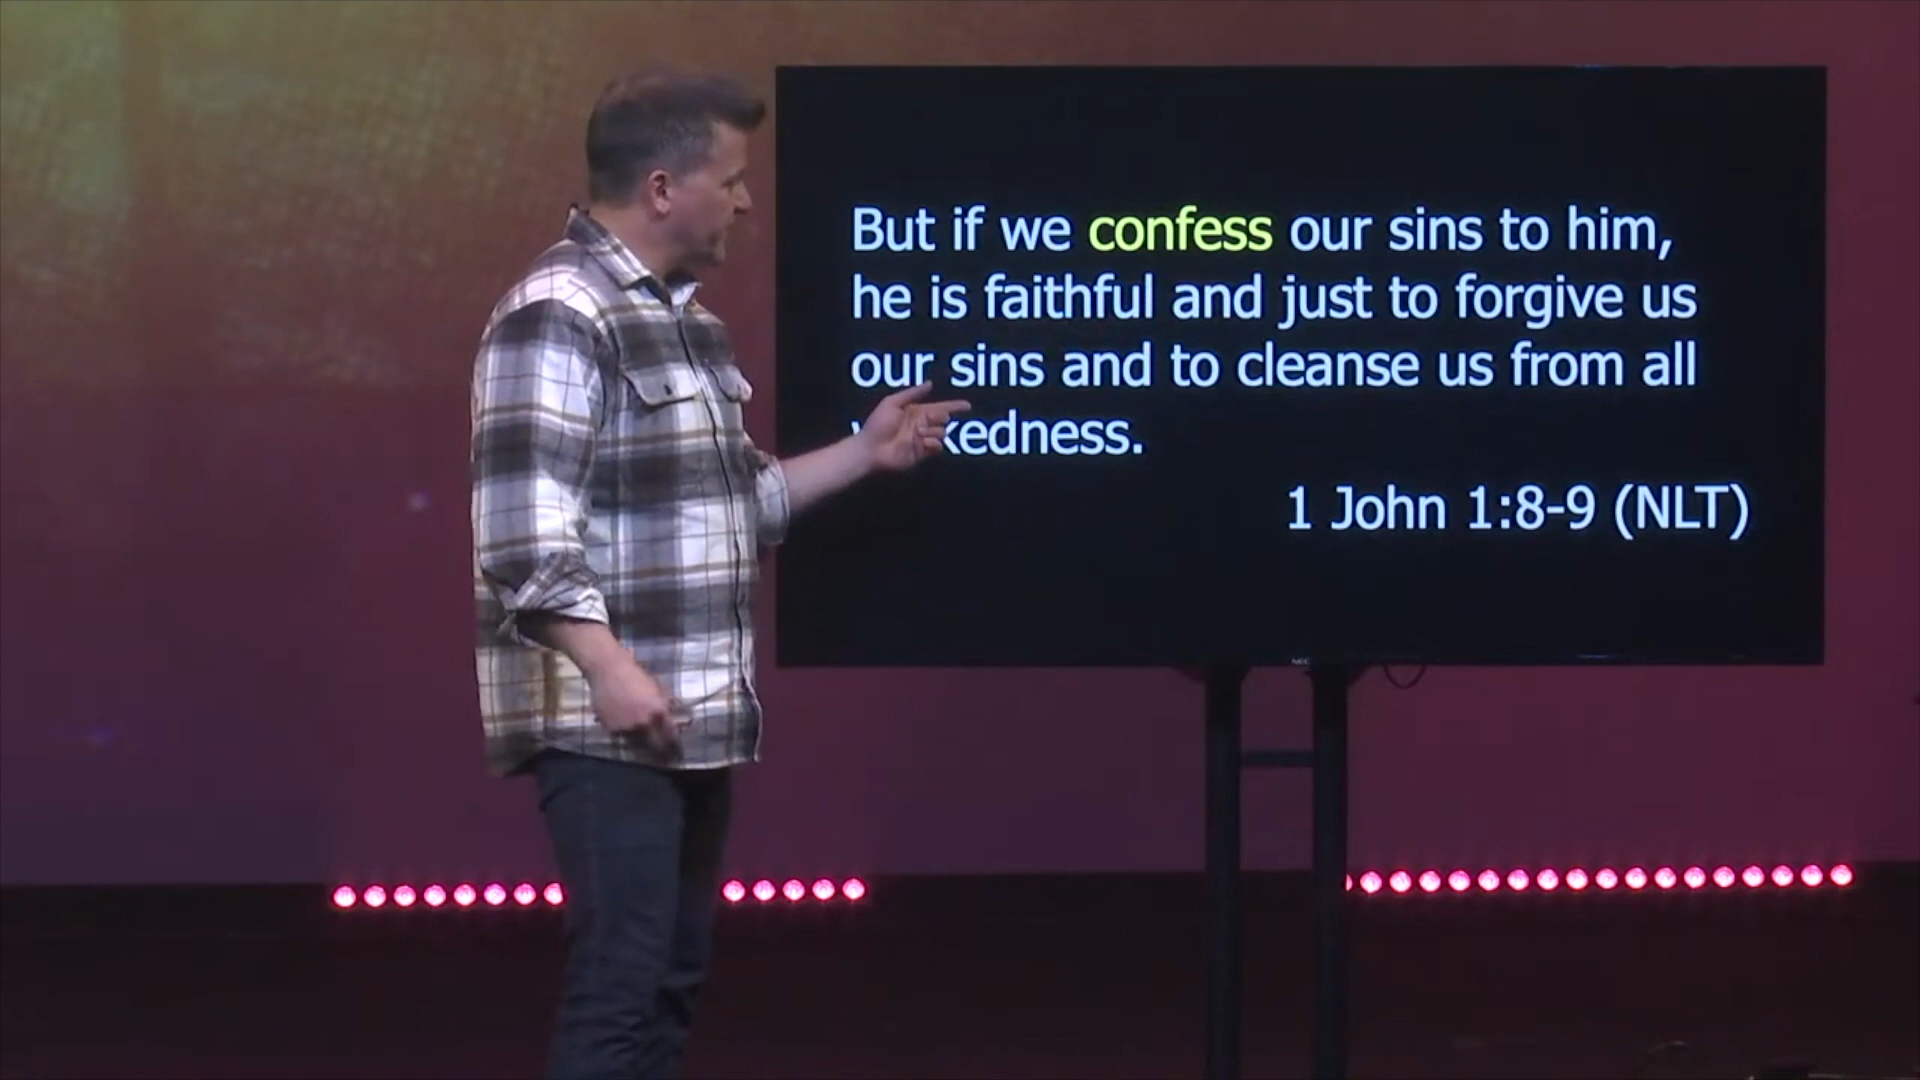 But if we confess our sins to him,
he is faithful and just to forgive us
our sins and to cleanse us from all
kedness.
1 John 1:8-9 (NLT)
NEC